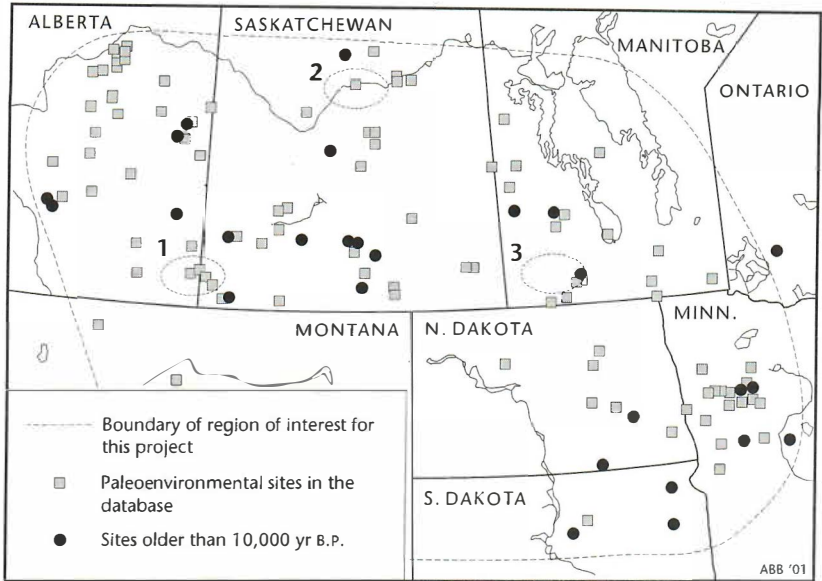 ALBERTA
SASKATCHEWAN
MANITOBA
ONTARIO
2
1
3
MONTANA
N. DAKOTA
MINN.
S. DAKOTA
Boundary of region of interest for
this project
Paleoenvironmental sites in the
database
Sites older than 10,000 yr B.P.
ABB '01